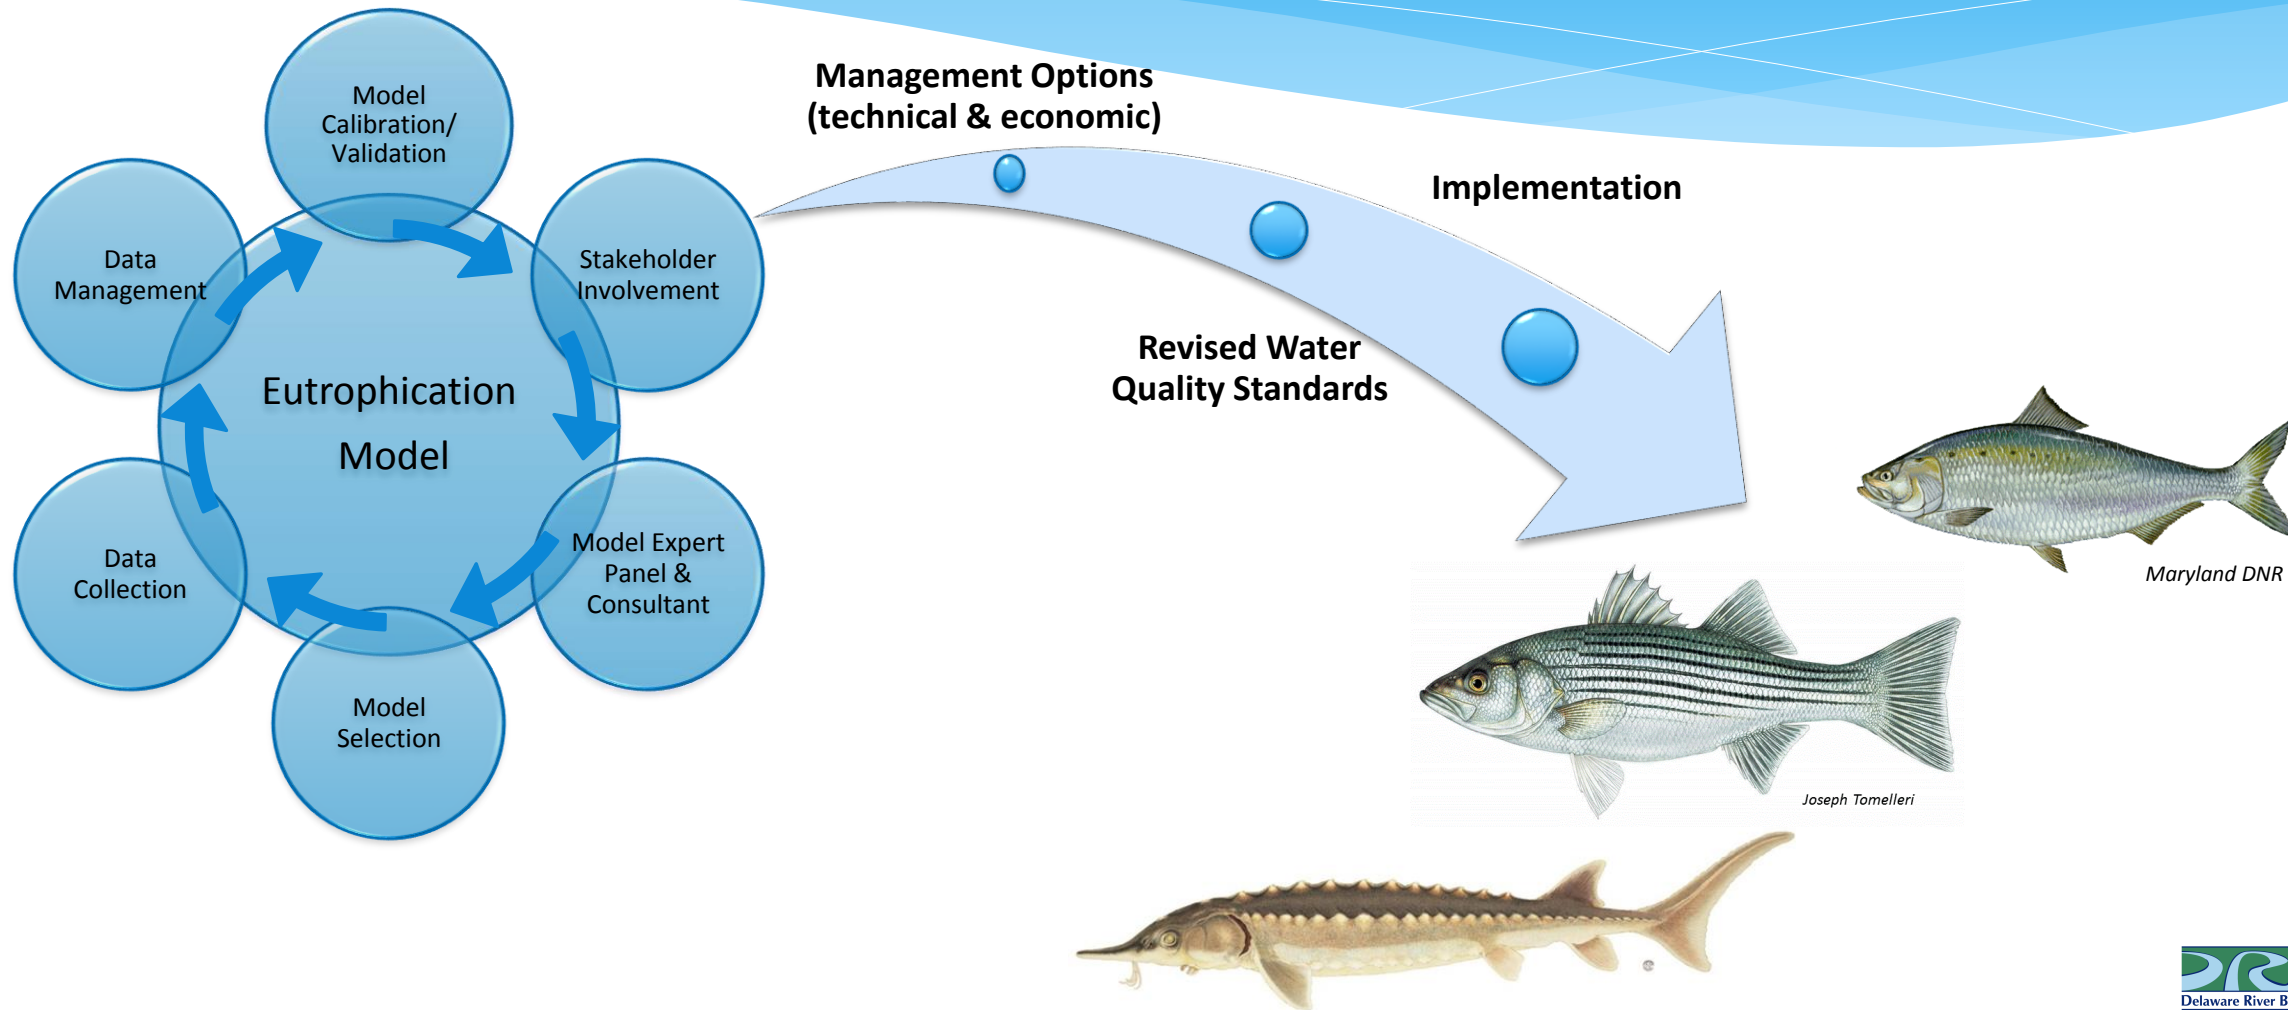 Model
Calibration/
Validation
Stakeholder
Involvement
Model Expert
Panel &
Consultant
Model
Selection
Data
Collection
Data
Management
Eutrophication
Model
Management Options
(technical & economic)
Revised Water
Quality Standards
Implementation
Maryland DNR
Joseph Tomelleri
Delaware River B